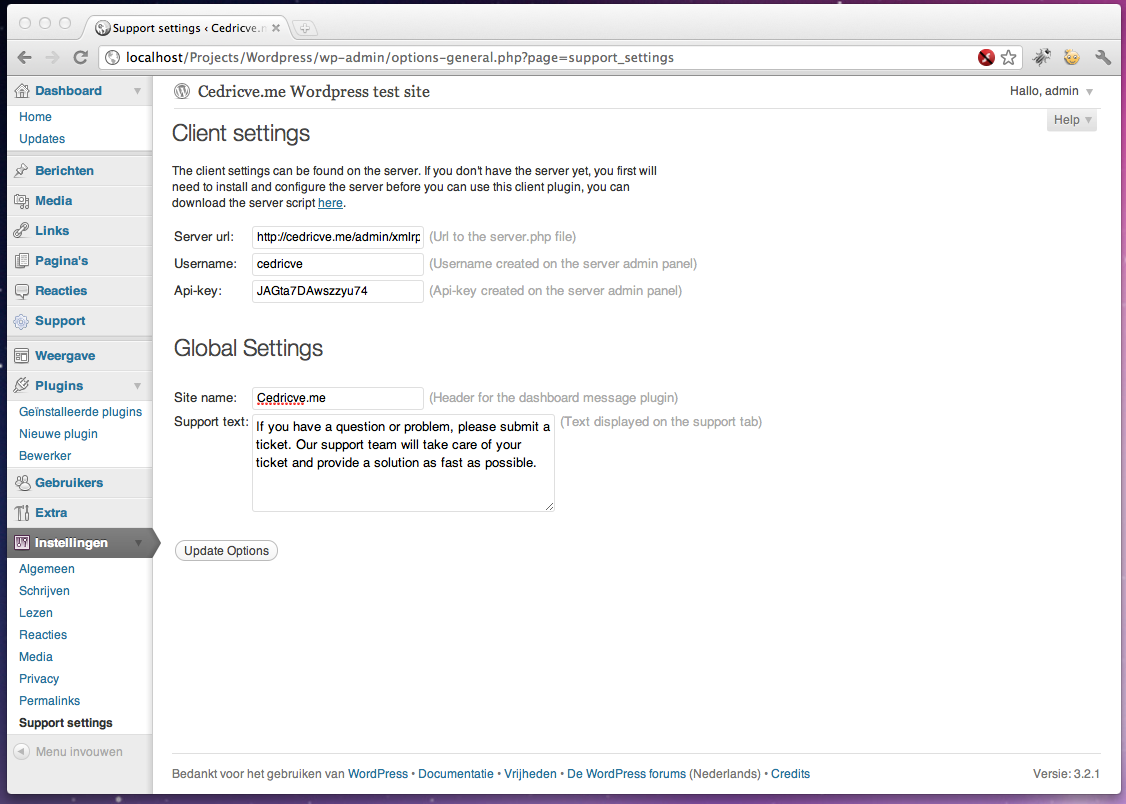 Support settings ‹ Cedricve.m
localhost/Projects/Wordpress/wp-admin/options-general.php?page=support_settings
Dashboard
Home
Updates
Berichten
Media
Links
Pagina's
Reacties
Support
Weergave
Plugins
Geïnstalleerde plugins
Nieuwe plugin
Bewerker
Gebruikers
Extra
Instellingen
Algemeen
Schrijven
Lezen
Reacties
Media
Privacy
Permalinks
Support settings
Menu invouwen
Cedricve.me Wordpress test site
Hallo, admin
Help
Client settings
The client settings can be found on the server. If you don't have the server yet, you first will
need to install and configure the server before you can use this client plugin, you can
download the server script here.
Server url: http://cedricve.me/admin/xmlrp (Url to the server.php file)
Username: cedricve (Username created on the server admin panel)
Api-key: JAGta7DAwszzyu74 (Api-key created on the server admin panel)
Global Settings
Site name: Cedricve.me (Header for the dashboard message plugin)
Support text: If you have a question or problem, please submit a (Text displayed on the support tab)
ticket. Our support team will take care of your
ticket and provide a solution as fast as possible.
Update Options
Bedankt voor het gebruiken van WordPress • Documentatie • Vrijheden • De WordPress forums (Nederlands) • Credits
Versie: 3.2.1